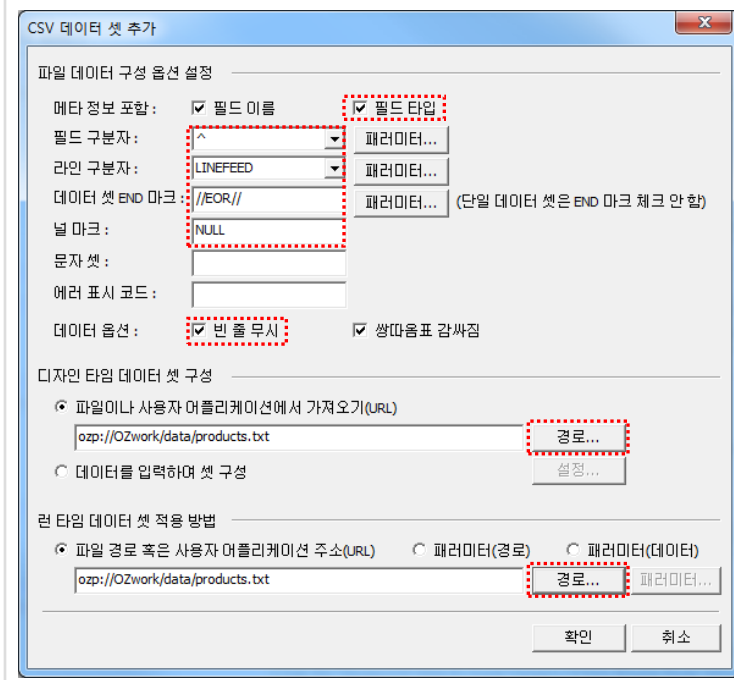 CSV 데이터 셋 추가
파일 데이터 구성 옵션 설정
메타 정보 포함 : 필드 이름 필드 타입
필드 구분자 : ^ 패러미터...
라인 구분자 : LINEFEED 패러미터...
데이터 셋 END 마크 : //EOR// 패러미터... (단일 데이터 셋은 END 마크 체크 안 함)
널 마크 : NULL
문자 셋 :
에러 표시 코드 :
데이터 옵션 : 빈 줄 무시 쌍따옴표 감싸짐
디자인 타임 데이터 셋 구성
파일이나 사용자 어플리케이션에서 가져오기(URL)
ozp://OZwork/data/products.txt 경로...
데이터를 입력하여 셋 구성 설정...
런 타임 데이터 셋 적용 방법
파일 경로 혹은 사용자 어플리케이션 주소(URL) 패러미터(경로) 패러미터(데이터)
ozp://OZwork/data/products.txt 경로... 패러미터...
확인 취소